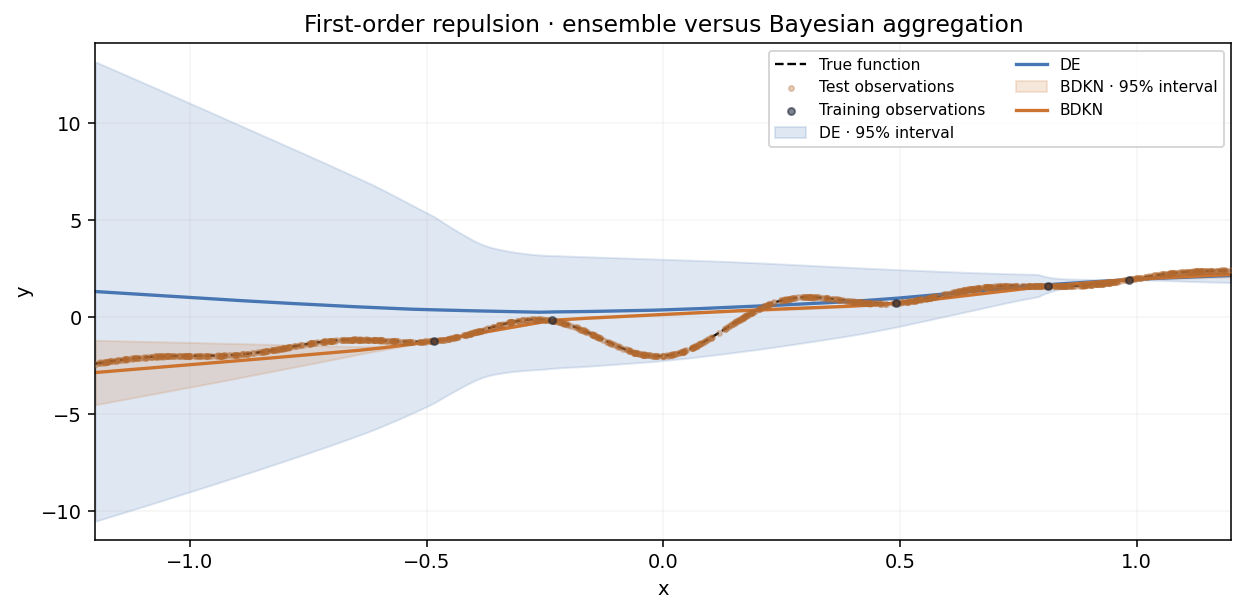 First-order repulsion · ensemble versus Bayesian aggregation
True function
Test observations
Training observations
DE · 95% interval
DE
BDKN · 95% interval
BDKN
y
10
5
0
−5
−10
−1.0
−0.5
0.0
0.5
1.0
x